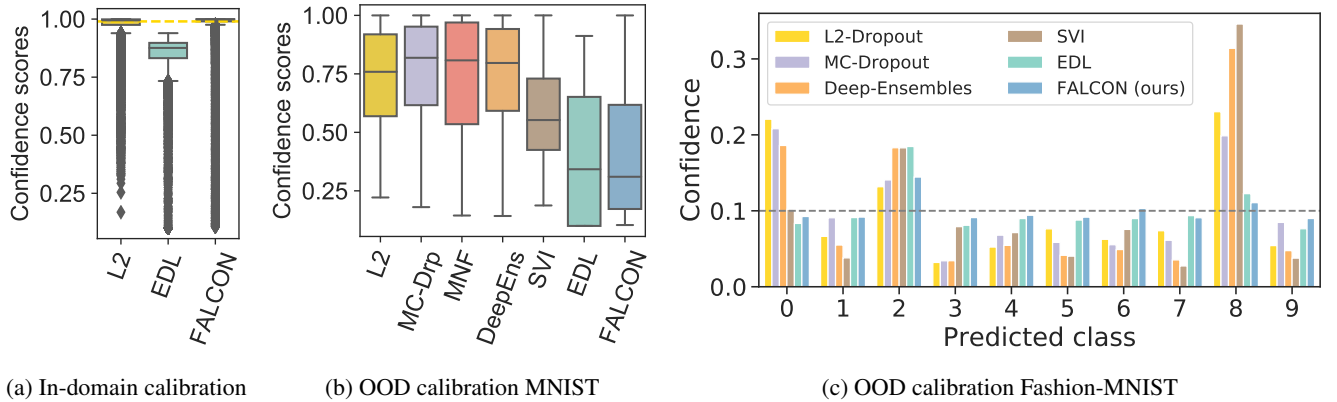 Confidence scores
1.00
0.75
0.50
0.25
L2
EDL
FALCON
(a) In-domain calibration
Confidence scores
1.00
0.75
0.50
0.25
L2
MC-Drp
MNF
DeepEns
SVI
EDL
FALCON
(b) OOD calibration MNIST
Confidence
0.3
0.2
0.1
0.0
L2-Dropout
MC-Dropout
Deep-Ensembles
SVI
EDL
FALCON (ours)
0 1 2 3 4 5 6 7 8 9
Predicted class
(c) OOD calibration Fashion-MNIST